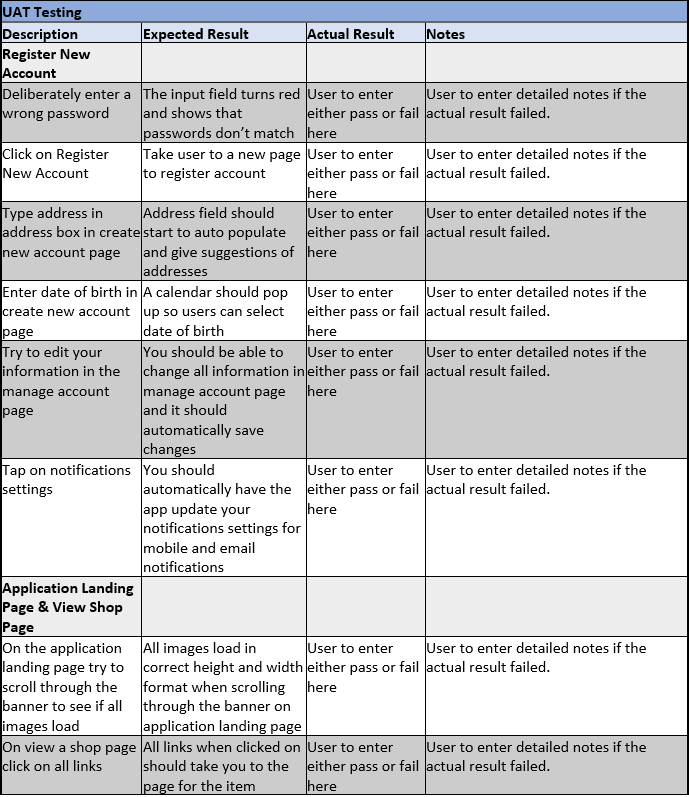 UAT Testing
Description Expected Result Actual Result Notes
Register New
Account
Deliberately enter a
wrong password
The input field turns red
and shows that
passwords don’t match
User to enter
either pass or fail
here
User to enter detailed notes if the
actual result failed.
Click on Register
New Account
Take user to a new page
to register account
User to enter
either pass or fail
here
User to enter detailed notes if the
actual result failed.
Type address in
address box in create
new account page
Address field should
start to auto populate
and give suggestions of
addresses
User to enter
either pass or fail
here
User to enter detailed notes if the
actual result failed.
Enter date of birth in
create new account
page
A calendar should pop
up so users can select
date of birth
User to enter
either pass or fail
here
User to enter detailed notes if the
actual result failed.
Try to edit your
information in the
manage account
page
You should be able to
change all information in
manage account page
and it should
automatically save
changes
User to enter
either pass or fail
here
User to enter detailed notes if the
actual result failed.
Tap on notifications
settings
You should
automatically have the
app update your
notifications settings for
mobile and email
notifications
User to enter
either pass or fail
here
User to enter detailed notes if the
actual result failed.
Application Landing
Page & View Shop
Page
On the application
landing page try to
scroll through the
banner to see if all
images load
All images load in
correct height and width
format when scrolling
through the banner on
application landing page
User to enter
either pass or fail
here
User to enter detailed notes if the
actual result failed.
On view a shop page
click on all links
All links when clicked on
should take you to the
page for the item
User to enter
either pass or fail
here
User to enter detailed notes if the
actual result failed.